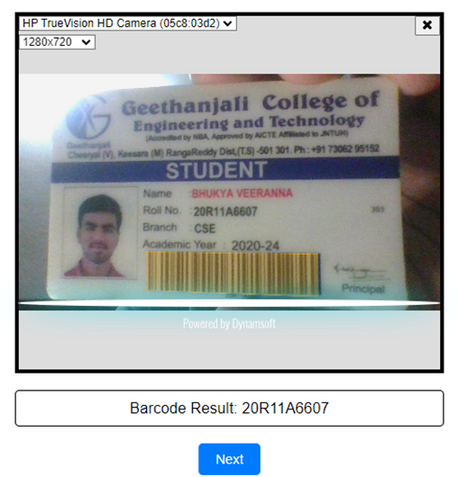 HP TrueVision HD Camera (05c8:03d2)
1280x720
Geethanjali College of
Engineering and Technology
(Accredited by NBA, Approved by AICTE Affiliated to JNTUH)
Geethanjali
Cheeryal (V), Keesara (M) RangaReddy Dist,(T.S) -501 301. Ph : +91 73062 95152
STUDENT
Name : BHUKYA VEERANNA
Roll No. : 20R11A6607
Branch : CSE
Academic Year : 2020-24
Principal
Powered by Dynamsoft
Barcode Result: 20R11A6607
Next